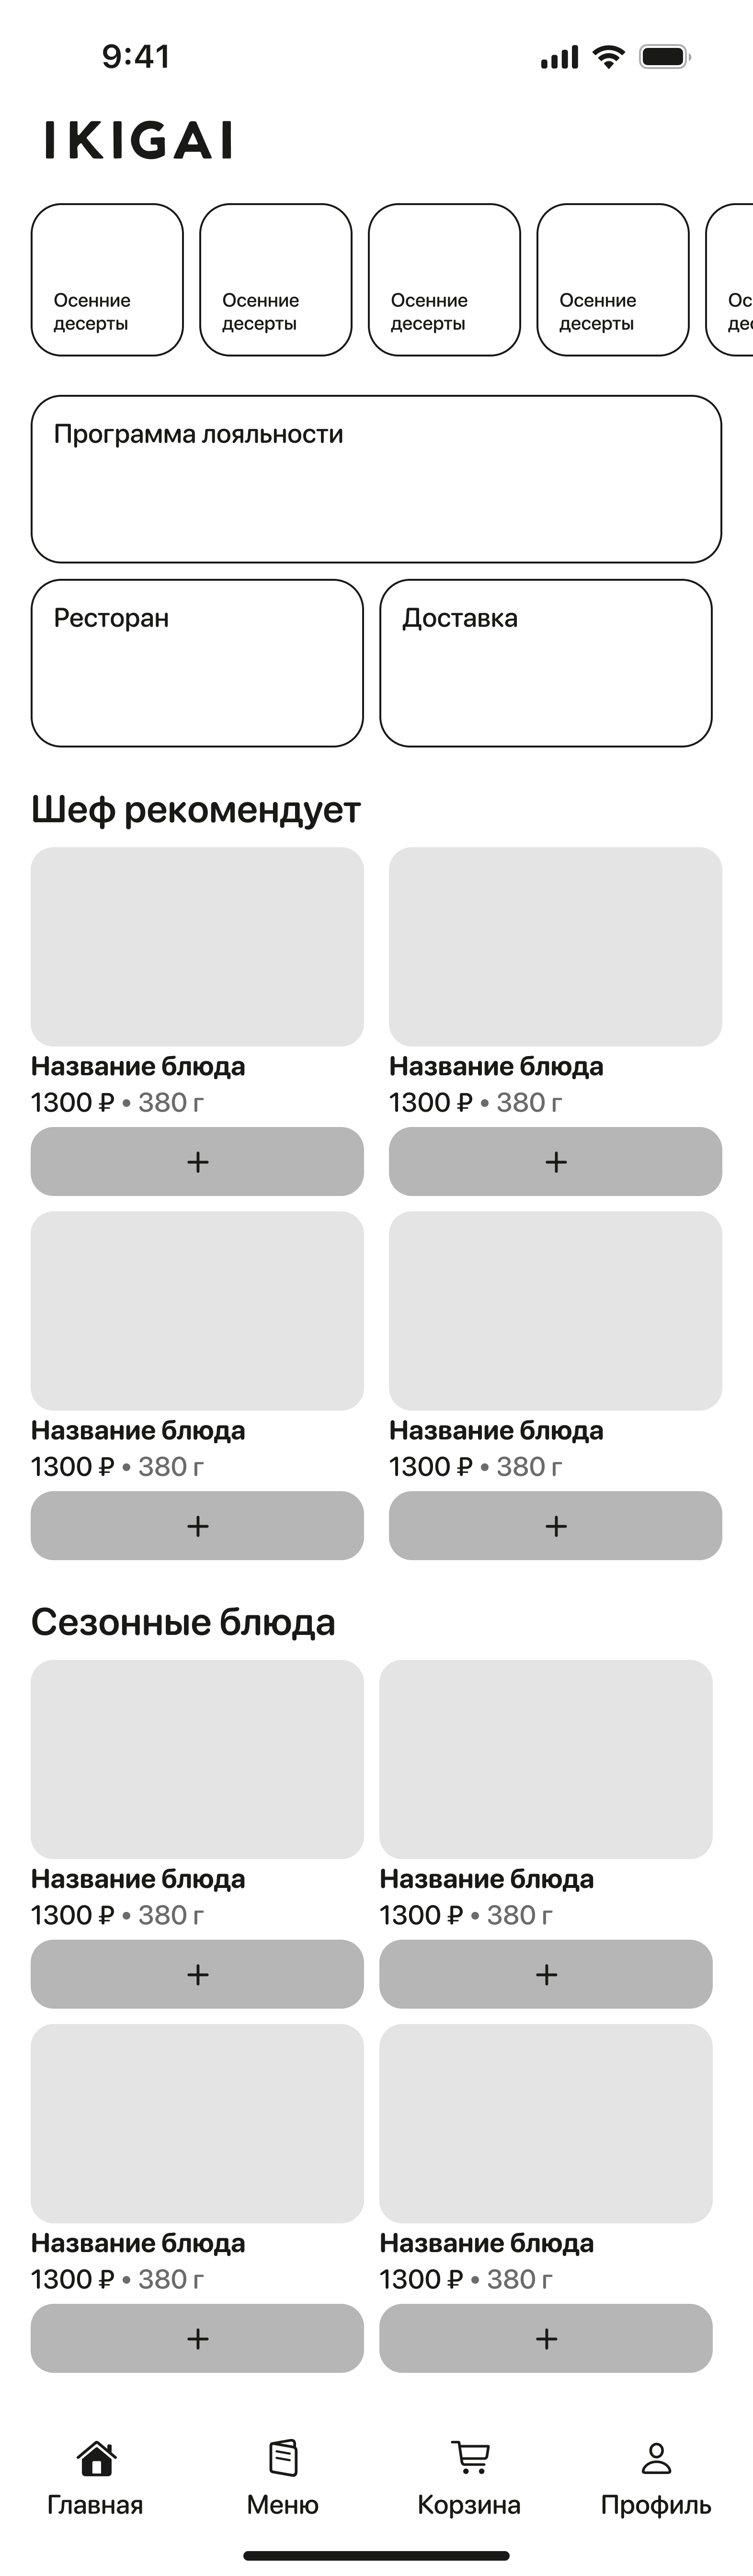 9:41
IKIGAI
Осенние Осенние Осенние Осенние Ос
десерты десерты десерты десерты де
Программа лояльности
Ресторан Доставка
Шеф рекомендует
Название блюда Название блюда
1300 ₽ • 380 г 1300 ₽ • 380 г
+ +
Название блюда Название блюда
1300 ₽ • 380 г 1300 ₽ • 380 г
+ +
Сезонные блюда
Название блюда Название блюда
1300 ₽ • 380 г 1300 ₽ • 380 г
+ +
Название блюда Название блюда
1300 ₽ • 380 г 1300 ₽ • 380 г
+ +
Главная Меню Корзина Профиль